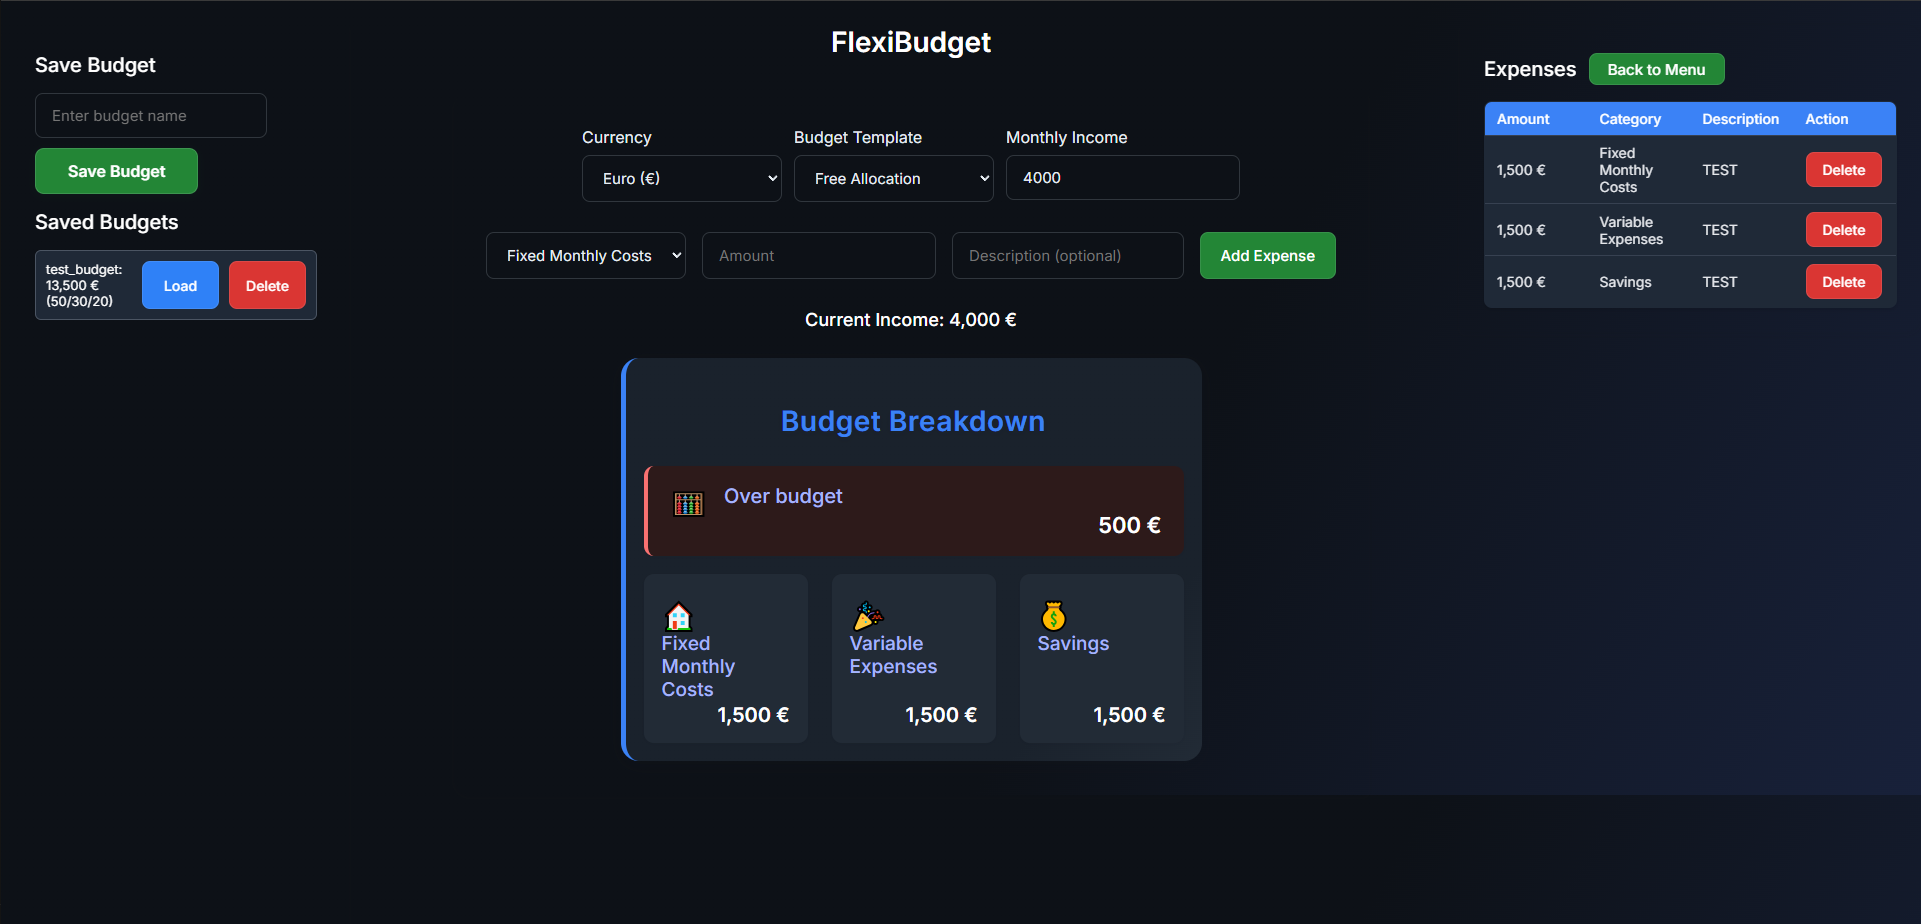 FlexiBudget
Save Budget
Enter budget name
Save Budget
Saved Budgets
test_budget:
13,500 €
(50/30/20)
Load
Delete
Currency
Budget Template
Monthly Income
Euro (€)
Free Allocation
4000
Fixed Monthly Costs
Amount
Description (optional)
Add Expense
Current Income: 4,000 €
Budget Breakdown
Over budget
500 €
Fixed
Monthly
Costs
1,500 €
Variable
Expenses
1,500 €
Savings
1,500 €
Expenses
Back to Menu
Amount
Category
Description
Action
1,500 €
Fixed
Monthly
Costs
TEST
Delete
1,500 €
Variable
Expenses
TEST
Delete
1,500 €
Savings
TEST
Delete